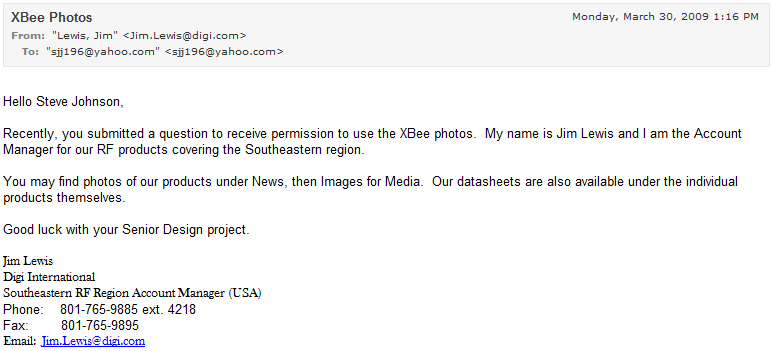 XBee Photos Monday, March 30, 2009 1:16 PM
From: "Lewis, Jim" <Jim.Lewis@digi.com>
To: "sjj196@yahoo.com" <sjj196@yahoo.com>
Hello Steve Johnson,
Recently, you submitted a question to receive permission to use the XBee photos. My name is Jim Lewis and I am the Account
Manager for our RF products covering the Southeastern region.
You may find photos of our products under News, then Images for Media. Our datasheets are also available under the individual
products themselves.
Good luck with your Senior Design project.
Jim Lewis
Digi International
Southeastern RF Region Account Manager (USA)
Phone: 801-765-9885 ext. 4218
Fax: 801-765-9895
Email: Jim.Lewis@digi.com